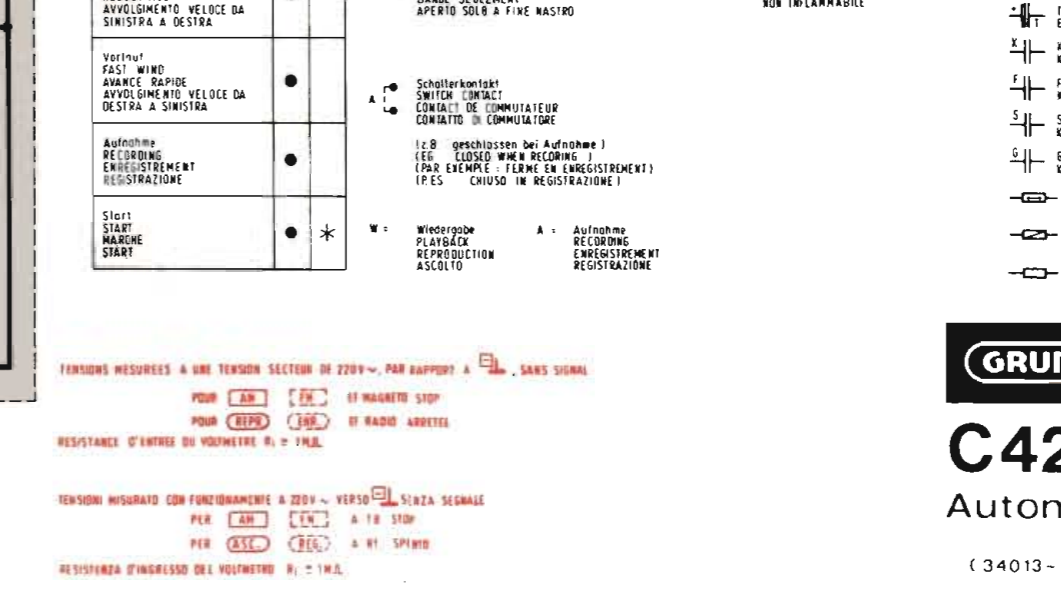 AVVOLGIMENTO VELOCE DA
SINISTRA A DESTRA
Vorlauf
FAST WIND
AVANCE RAPIDE
AVVOLGIMENTO VELOCE DA
DESTRA A SINISTRA
Aufnahme
RECORDING
ENREGISTREMENT
REGISTRAZIONE
Start
START
MARCHE
START
APERTO SOLO A FINE NASTRO
NON INFLAMMABILE
A
Schalterkontakt
SWITCH CONTACT
CONTACT DE COMMUTATEUR
CONTATTO DI COMMUTATORE
(z.B geschlossen bei Aufnahme)
(EG CLOSED WHEN RECORING )
(PAR EXEMPLE : FERME EN ENREGISTREMENT)
(P.ES CHIUSO IN REGISTRAZIONE)
W = Wiedergabe
PLAYBACK
REPRODUCTION
ASCOLTO
A = Aufnahme
RECORDING
ENREGISTREMENT
REGISTRAZIONE
T
X
F
S
G
TENSIONS MESUREES A UNE TENSION SECTEUR DE 220V~, PAR RAPPORT A , SANS SIGNAL
POUR AM FM ET MAGNETO STOP
POUR REPR ENR. ET RADIO ARRETEE
RESISTANCE D'ENTREE DU VOLTMETRE Ri = 1MΩ
TENSIONI MISURATO CON FUNZIONAMENTE A 220V ~ VERSO SENZA SEGNALE
PER AM FM A TB STOP
PER ASC. REG. A RT. SPENTO
RESISTENZA D'INGRESSO DEL VOLTMETRO Ri = 1MΩ
GRUN
C42
Autom
(34013~